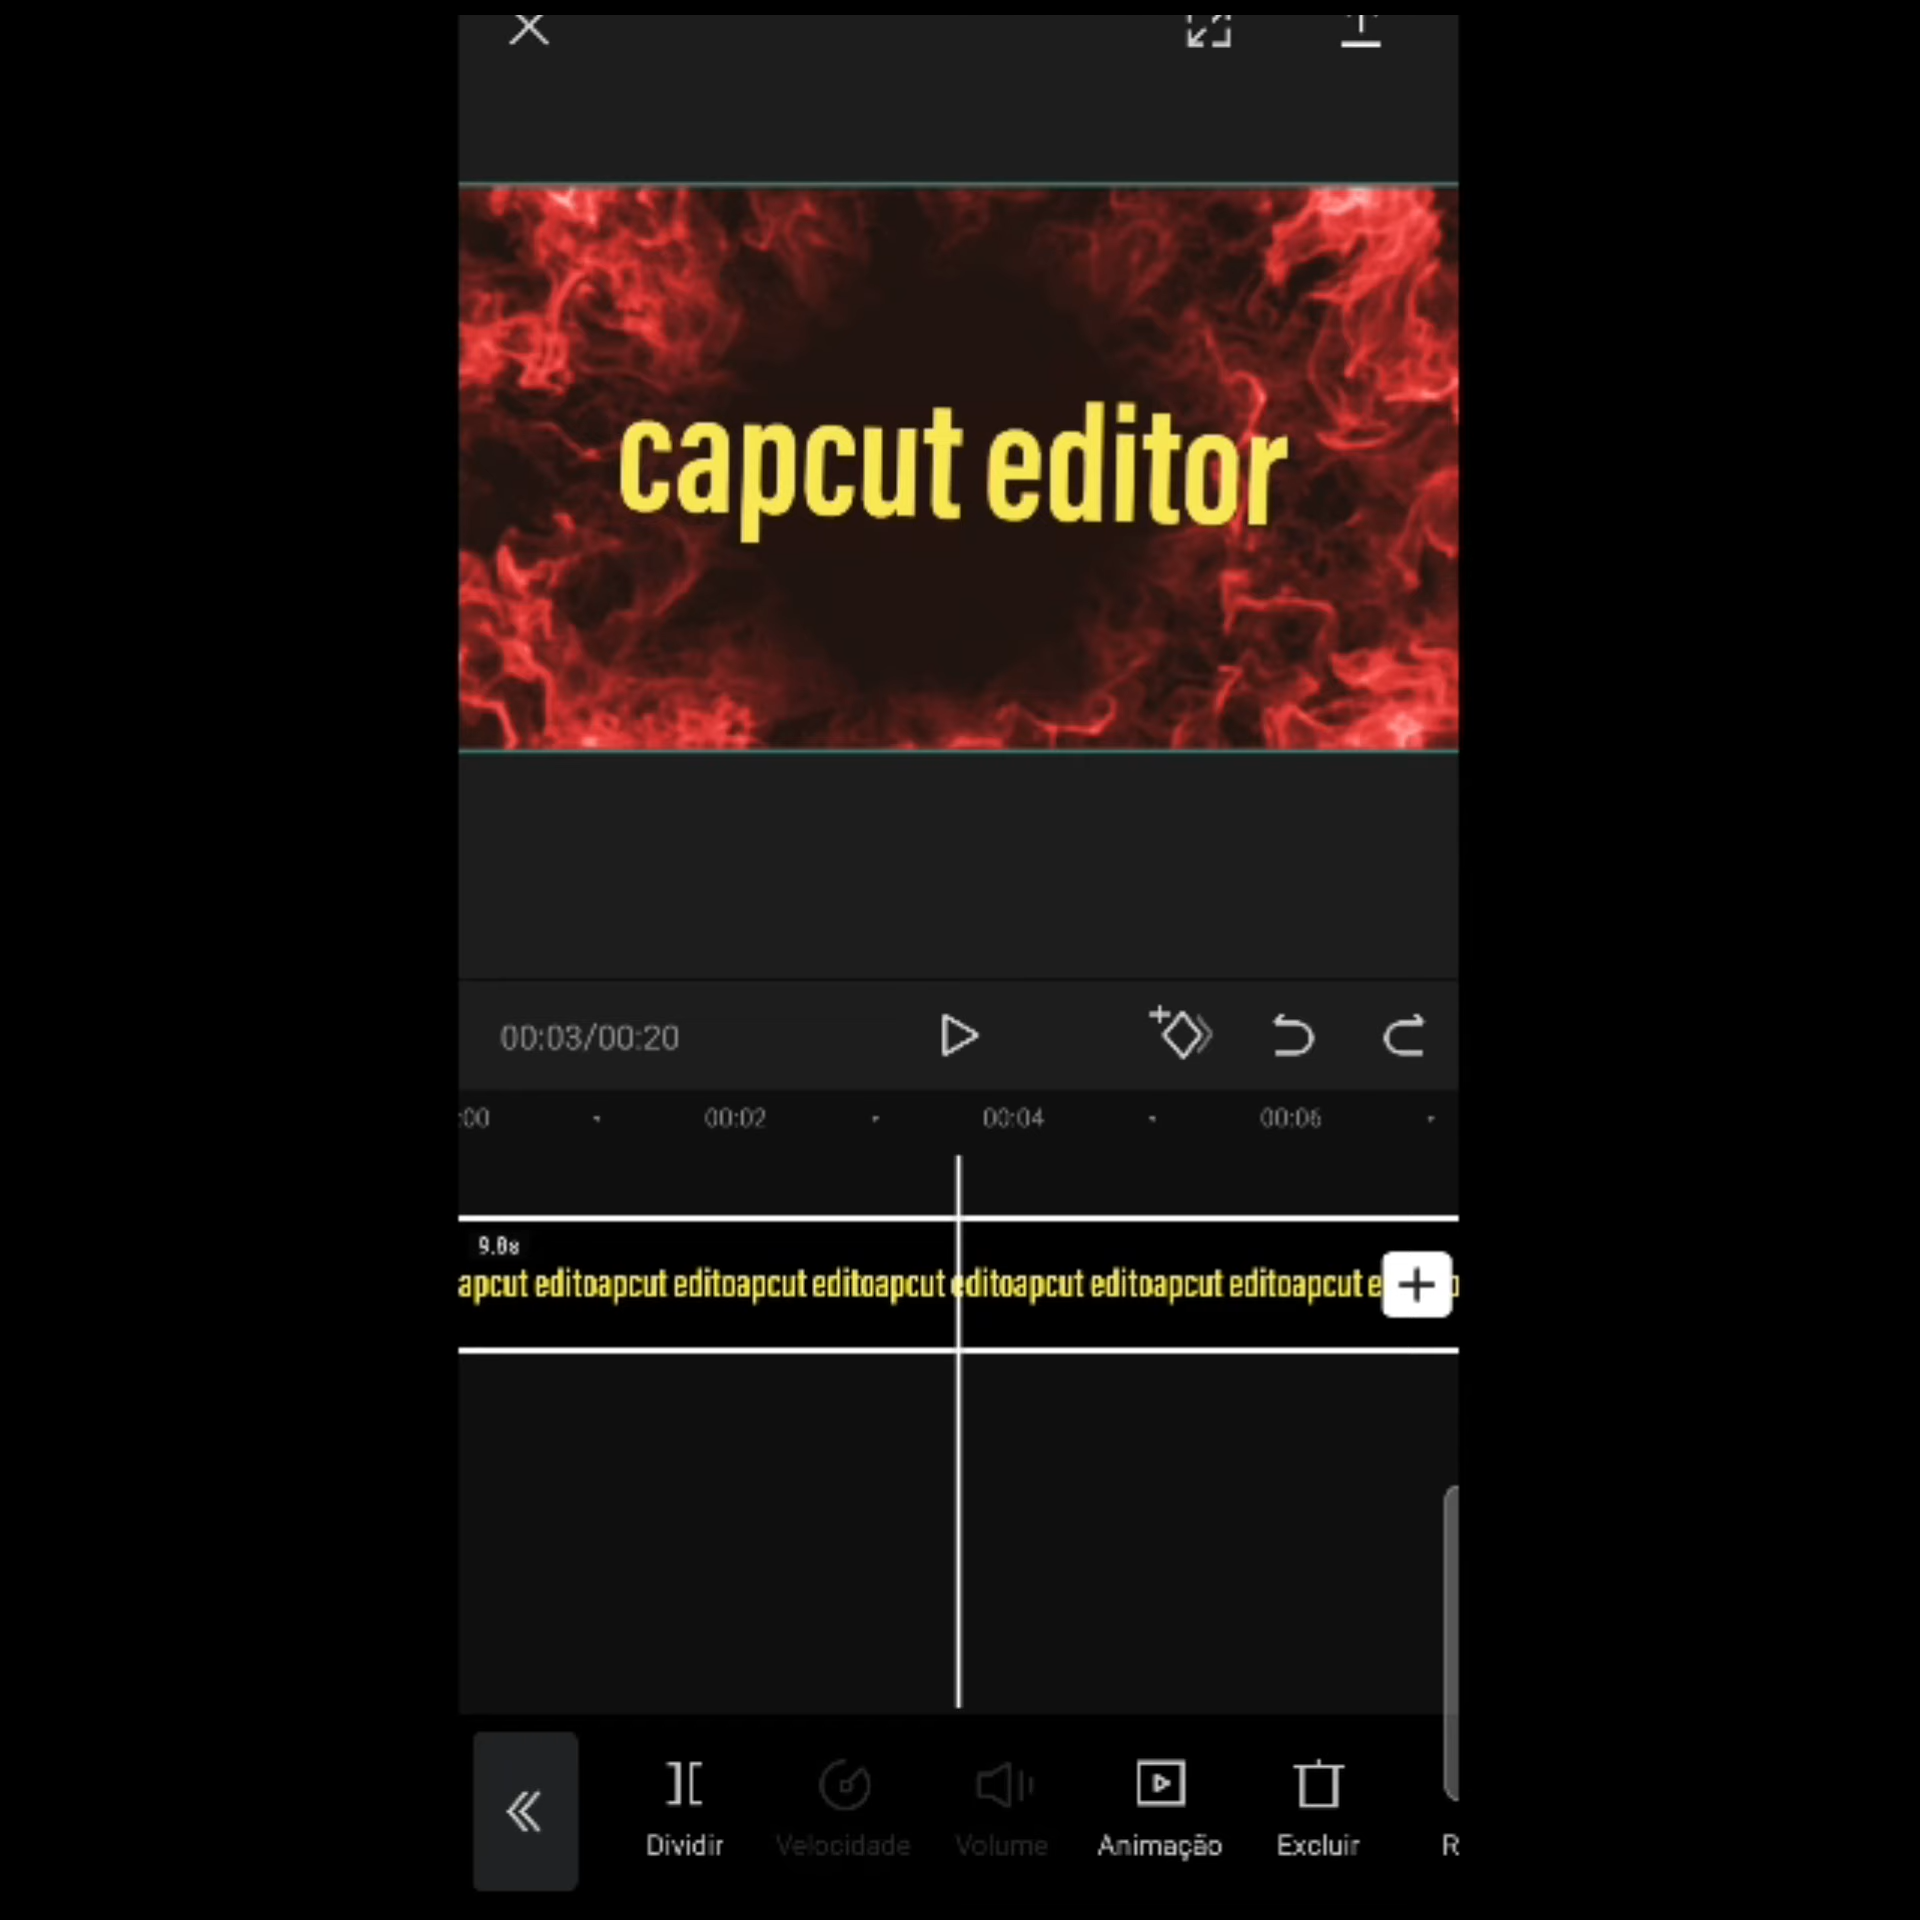 capcut editor
00:03/00:20
:00 00:02 00:04 00:06
9.0s
apcut editoapcut editoapcut editoapcut editoapcut editoapcut editoapcut e
Dividir Velocidade Volume Animação Excluir R